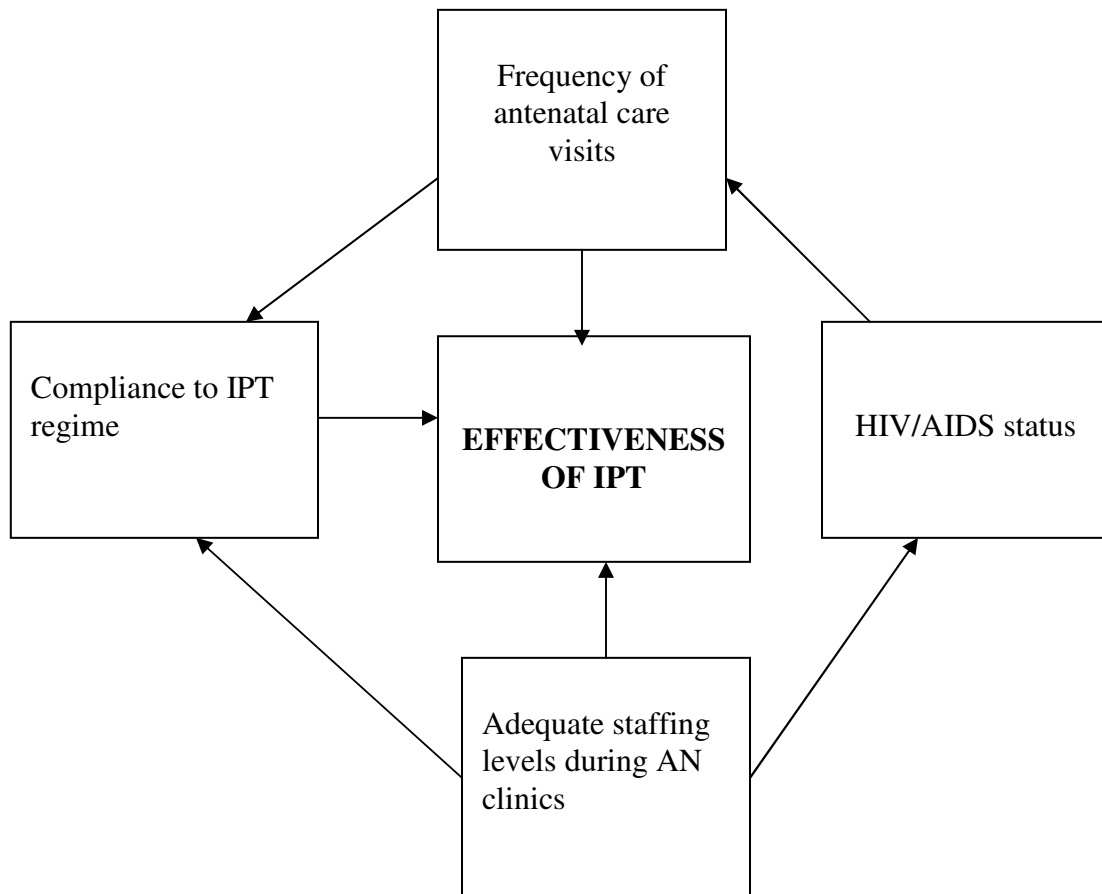 Frequency of
antenatal care
visits
Compliance to IPT
regime
EFFECTIVENESS
OF IPT
HIV/AIDS status
Adequate staffing
levels during AN
clinics